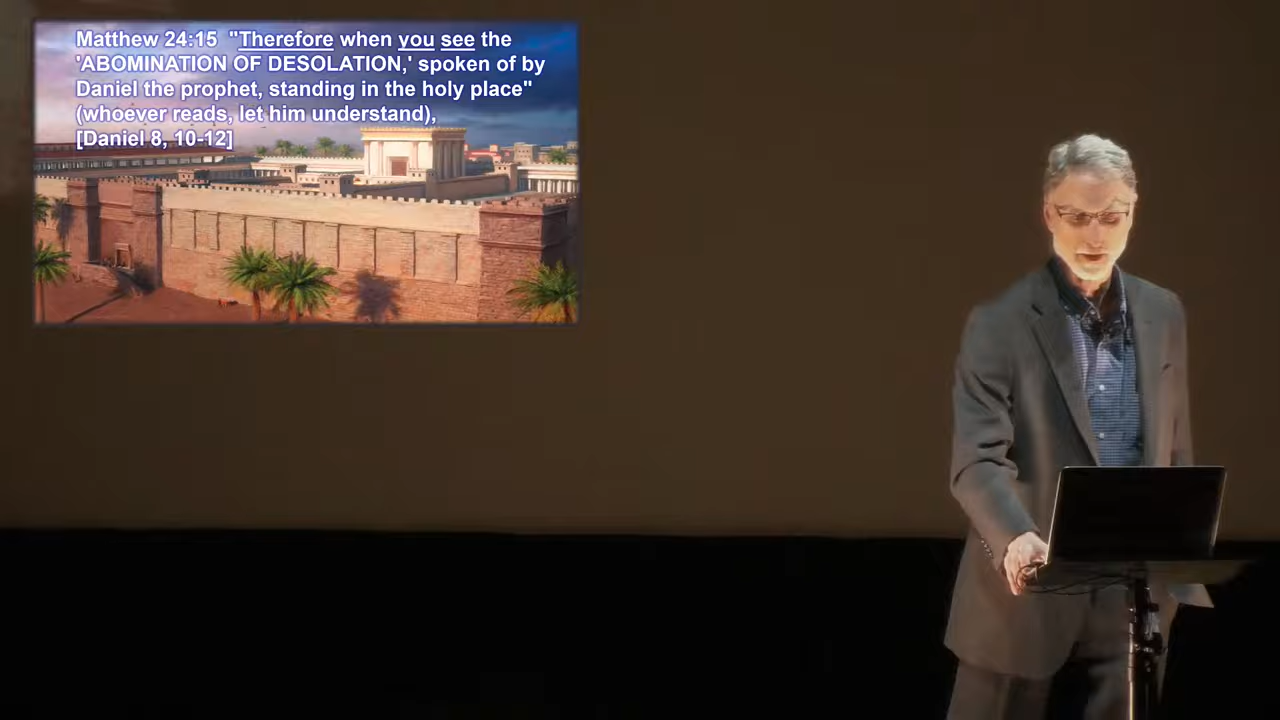 Matthew 24:15  "Therefore when you see the
'ABOMINATION OF DESOLATION,' spoken of by
Daniel the prophet, standing in the holy place"
(whoever reads, let him understand),
[Daniel 8, 10-12]